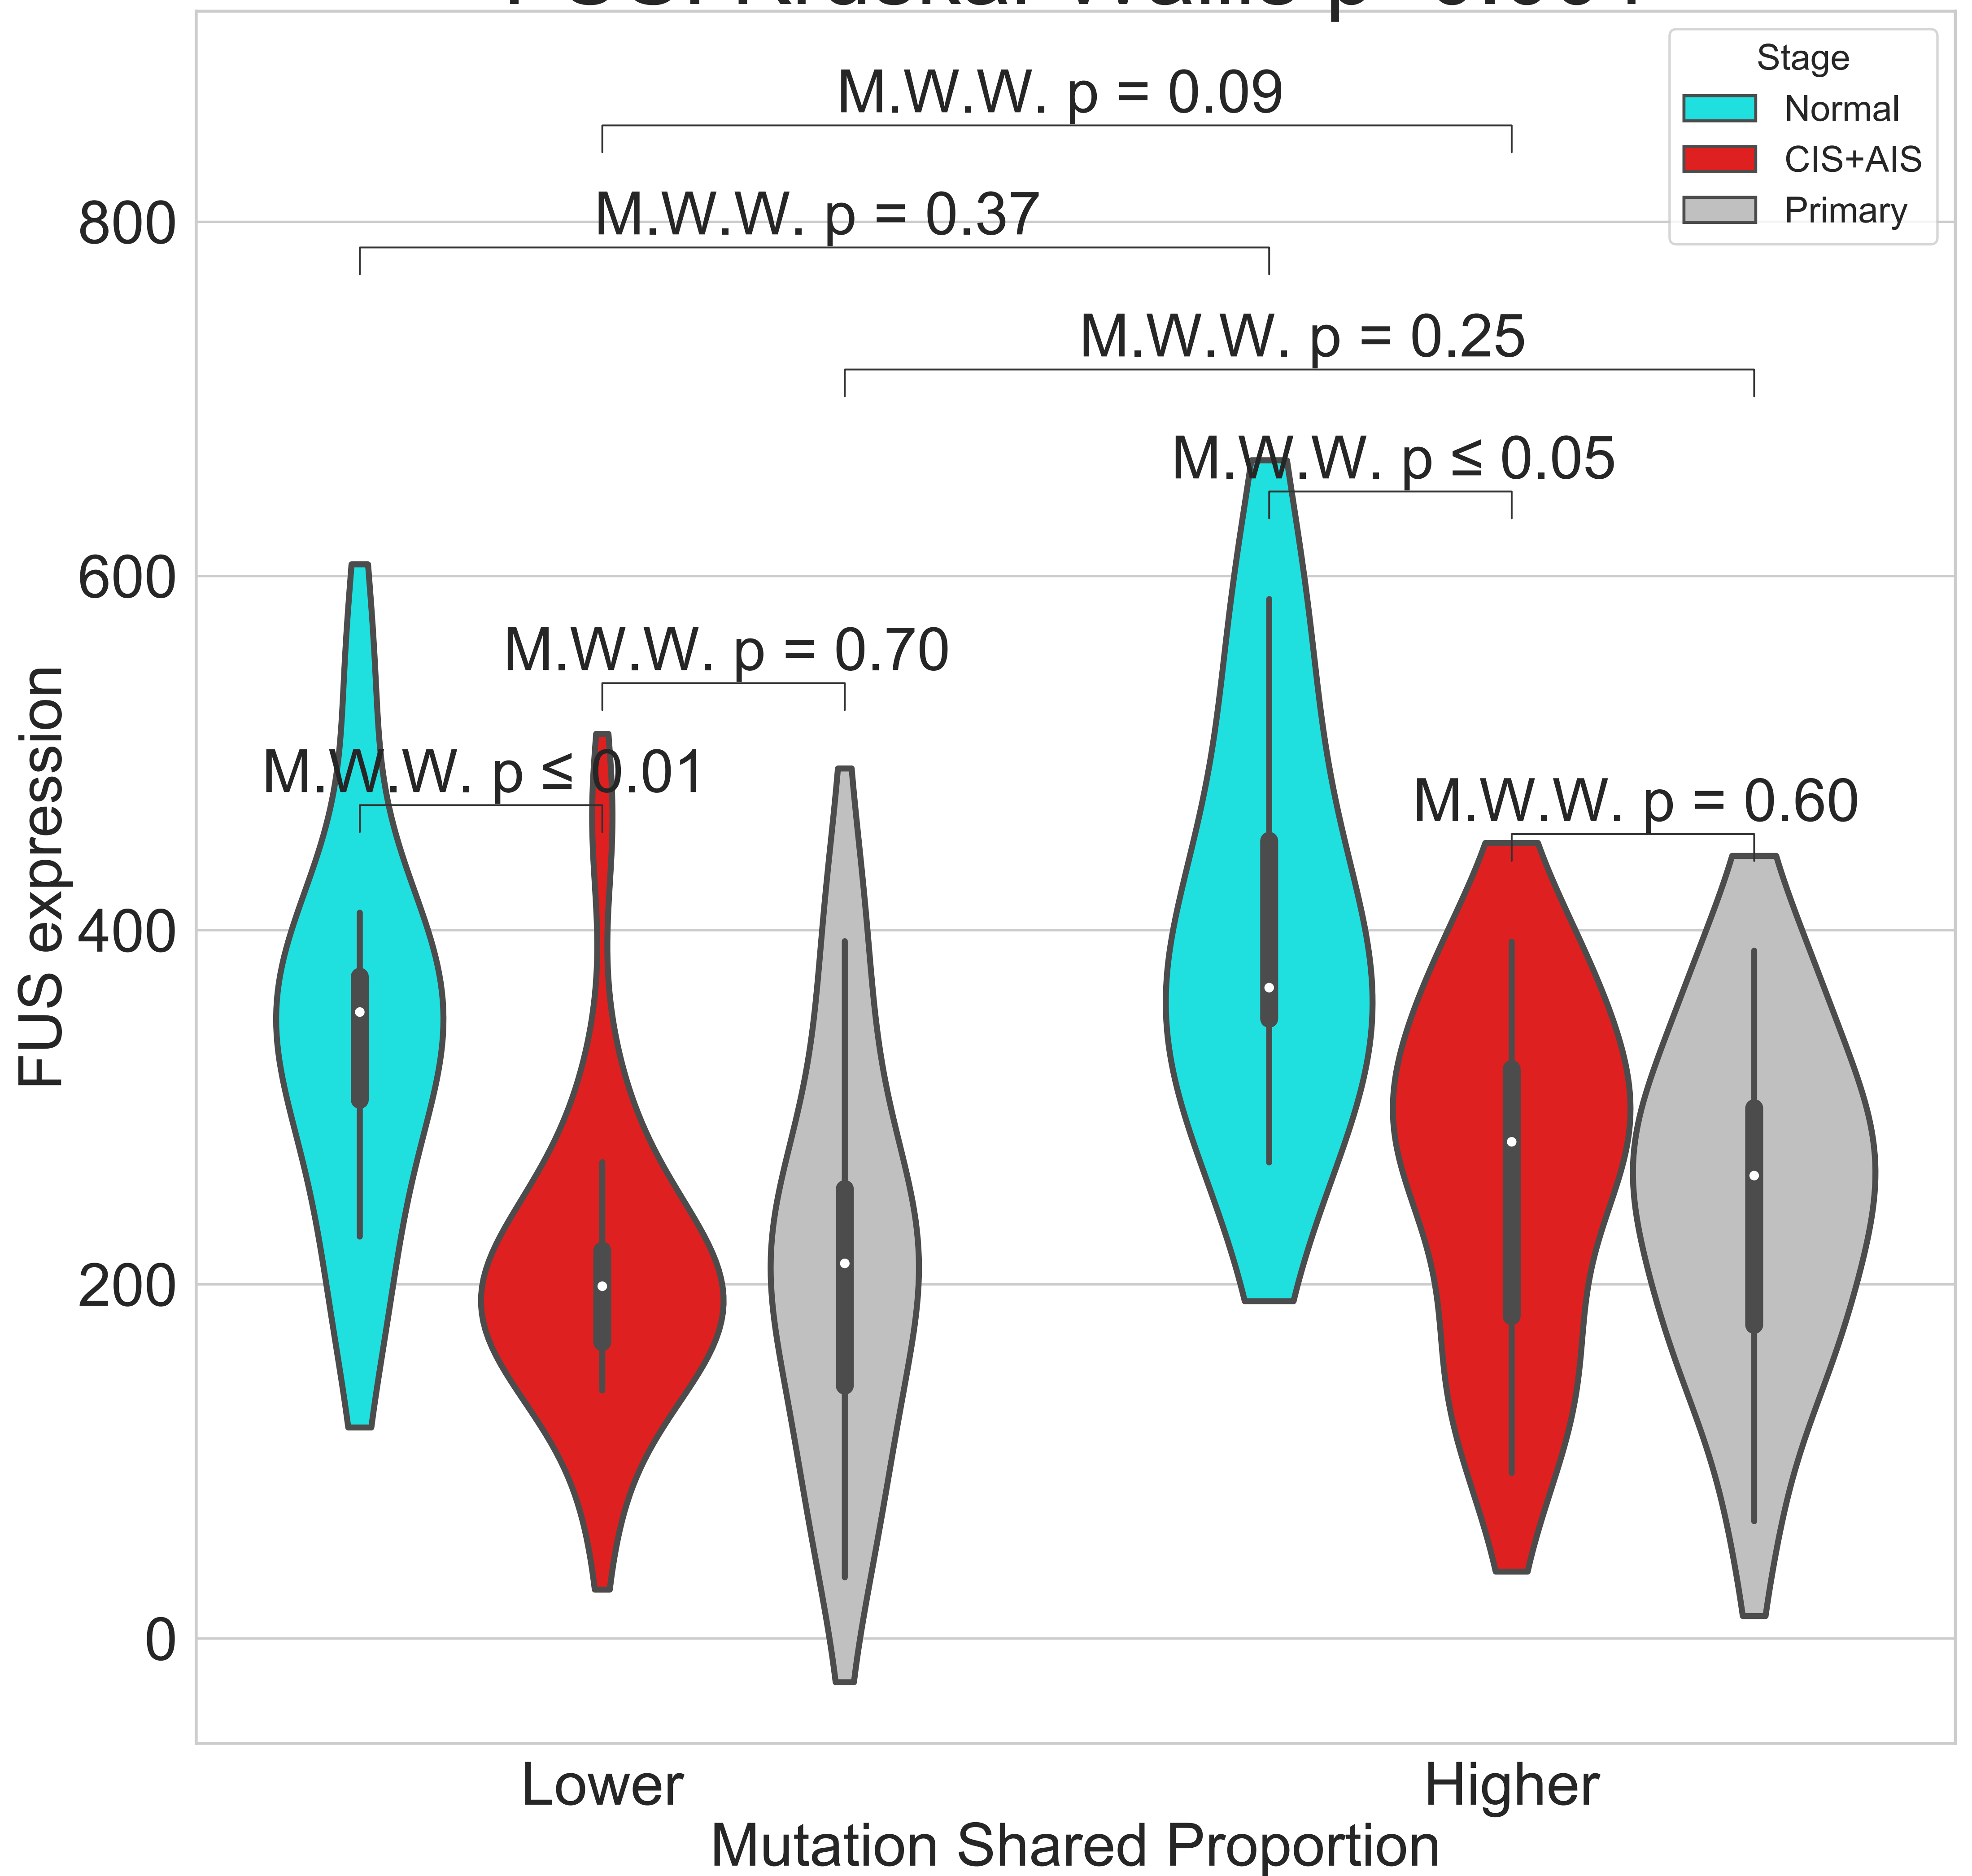 Stage
Normal
CIS+AIS
Primary
M.W.W. p = 0.09
M.W.W. p = 0.37
M.W.W. p = 0.25
M.W.W. p ≤ 0.05
M.W.W. p = 0.70
M.W.W. p ≤ 0.01
M.W.W. p = 0.60
800
600
400
200
0
FUS expression
Lower
Higher
Mutation Shared Proportion